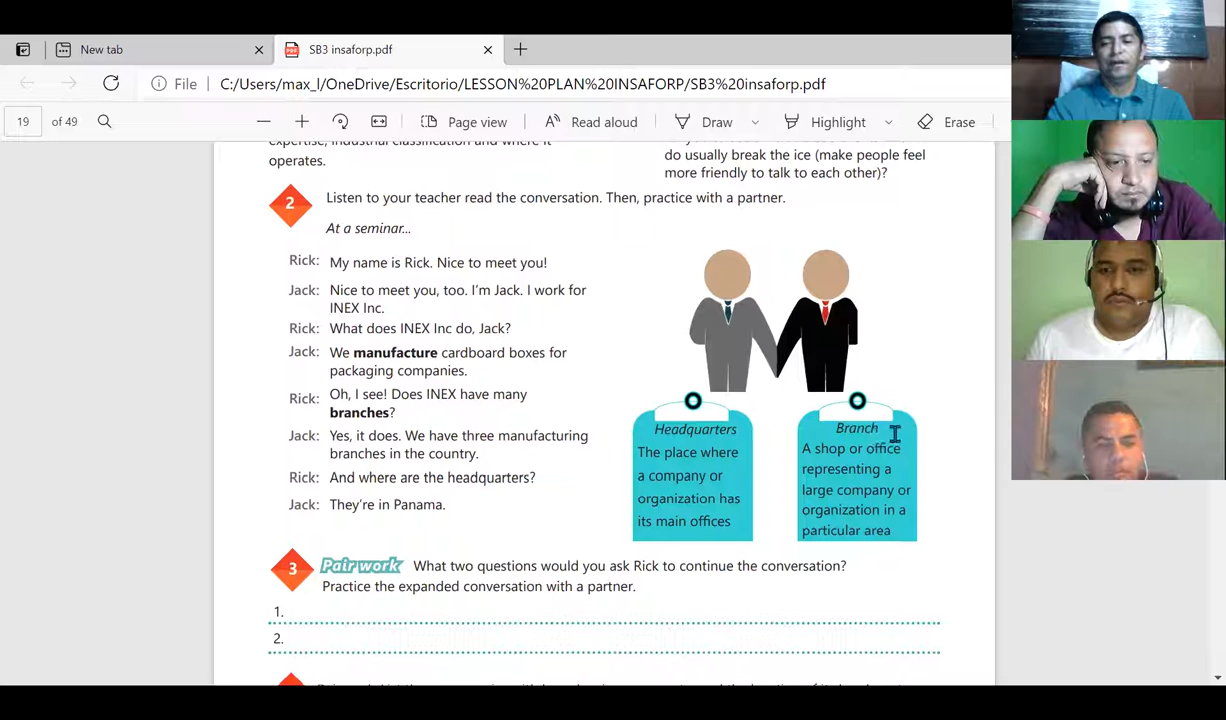 New tab
SB3 insaforp.pdf
File
C:/Users/max_l/OneDrive/Escritorio/LESSON%20PLAN%20INSAFORP/SB3%20insaforp.pdf
19 of 49
Page view
Read aloud
Draw
Highlight
Erase
expertise, industrial classification and where it
operates.
do usually break the ice (make people feel
more friendly to talk to each other)?
2
Listen to your teacher read the conversation. Then, practice with a partner.
At a seminar...
Rick: My name is Rick. Nice to meet you!
Jack: Nice to meet you, too. I'm Jack. I work for
INEX Inc.
Rick: What does INEX Inc do, Jack?
Jack: We manufacture cardboard boxes for
packaging companies.
Rick: Oh, I see! Does INEX have many
branches?
Jack: Yes, it does. We have three manufacturing
branches in the country.
Rick: And where are the headquarters?
Jack: They're in Panama.
Headquarters
The place where
a company or
organization has
its main offices
Branch
A shop or office
representing a
large company or
organization in a
particular area
3
Pair work What two questions would you ask Rick to continue the conversation?
Practice the expanded conversation with a partner.
1.
2.